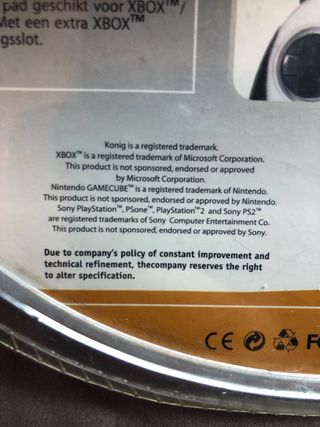 pad geschikt voor XBOX™/
Met een extra XBOX™
gsslot.
Konig is a registered trademark.
XBOX™ is a registered trademark of Microsoft Corporation.
This product is not sponsored, endorsed or approved
by Microsoft Corporation.
Nintendo GAMECUBE™ is a registered trademark of Nintendo.
This product is not sponsored, endorsed or approved by Nintendo.
Sony PlayStation™, PSone™, PlayStation™2 and Sony PS2™
are registered trademarks of Sony Computer Entertainment Co.
This product is not sponsored, endorsed or approved by Sony.
Due to company's policy of constant improvement and
technical refinement, thecompany reserves the right
to alter specification.
CE